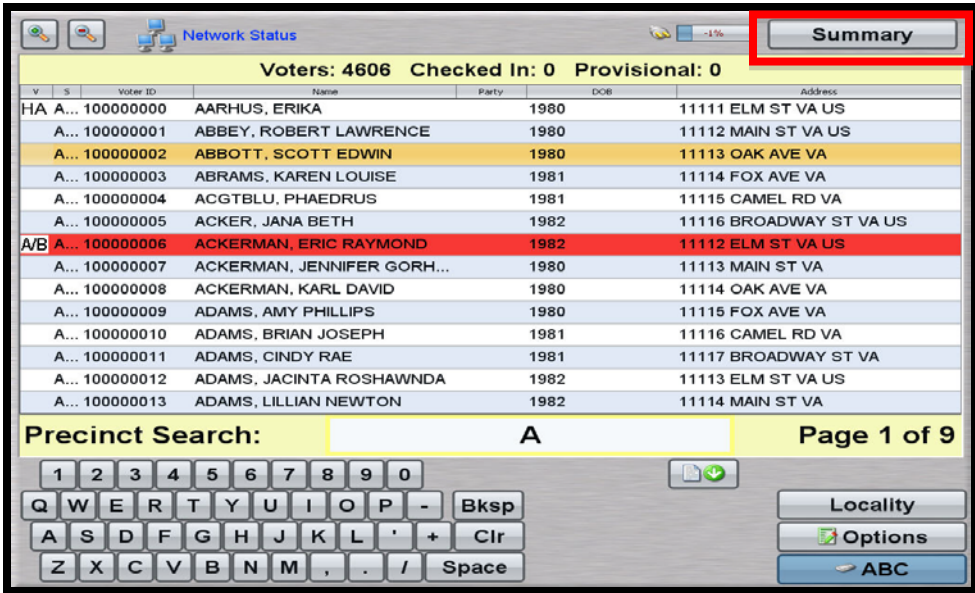 Network Status -1% Summary
Voters: 4606 Checked In: 0 Provisional: 0
V S Voter ID Name Party DOB Address
HA A... 100000000 AARHUS, ERIKA 1980 11111 ELM ST VA US
A... 100000001 ABBEY, ROBERT LAWRENCE 1980 11112 MAIN ST VA US
A... 100000002 ABBOTT, SCOTT EDWIN 1980 11113 OAK AVE VA
A... 100000003 ABRAMS, KAREN LOUISE 1981 11114 FOX AVE VA
A... 100000004 ACGTBLU, PHAEDRUS 1981 11115 CAMEL RD VA
A... 100000005 ACKER, JANA BETH 1982 11116 BROADWAY ST VA US
A/B A... 100000006 ACKERMAN, ERIC RAYMOND 1982 11112 ELM ST VA US
A... 100000007 ACKERMAN, JENNIFER GORH... 1980 11113 MAIN ST VA
A... 100000008 ACKERMAN, KARL DAVID 1980 11114 OAK AVE VA
A... 100000009 ADAMS, AMY PHILLIPS 1980 11115 FOX AVE VA
A... 100000010 ADAMS, BRIAN JOSEPH 1981 11116 CAMEL RD VA
A... 100000011 ADAMS, CINDY RAE 1981 11117 BROADWAY ST VA
A... 100000012 ADAMS, JACINTA ROSHAWNDA 1982 11113 ELM ST VA US
A... 100000013 ADAMS, LILLIAN NEWTON 1982 11114 MAIN ST VA
Precinct Search: A Page 1 of 9
1 2 3 4 5 6 7 8 9 0
Q W E R T Y U I O P - Bksp Locality
A S D F G H J K L ' + Clr Options
Z X C V B N M , . / Space ABC